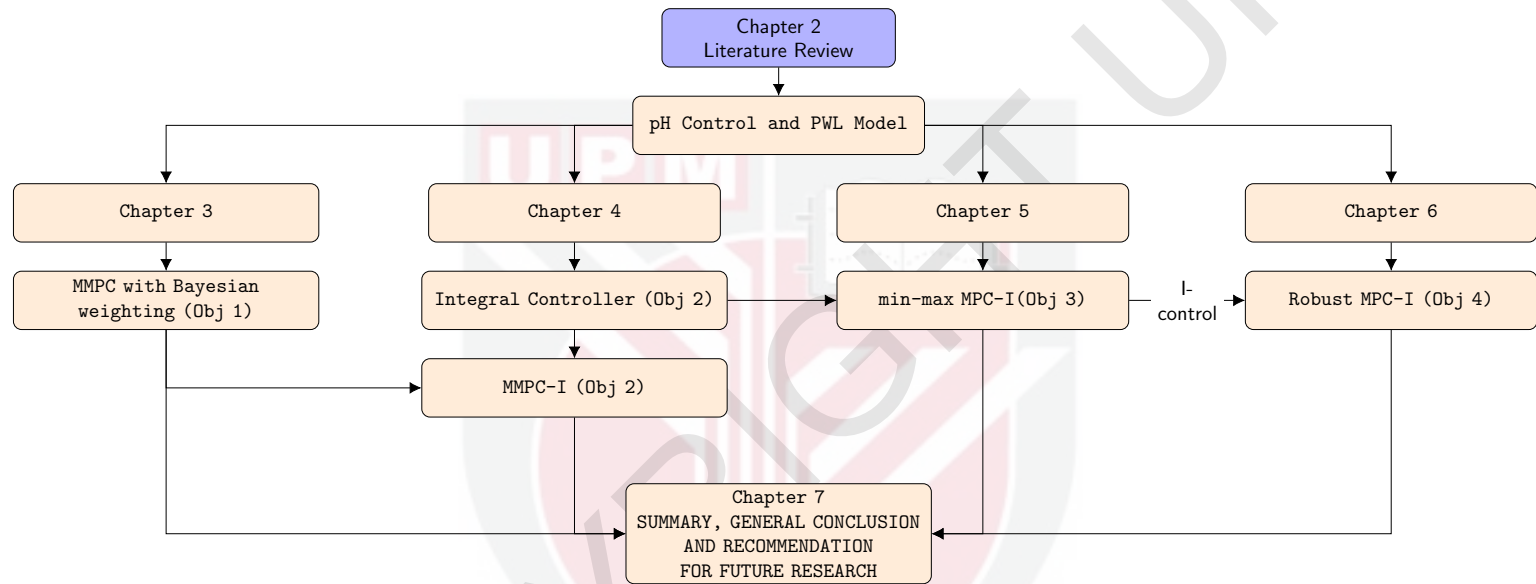 Chapter 2
Literature Review
pH Control and PWL Model
UPM
Chapter 3
Chapter 4
Chapter 5
Chapter 6
MMPC with Bayesian
weighting (Obj 1)
Integral Controller (Obj 2)
min-max MPC-I(Obj 3)
I-
control
Robust MPC-I (Obj 4)
MMPC-I (Obj 2)
Chapter 7
SUMMARY, GENERAL CONCLUSION
AND RECOMMENDATION
FOR FUTURE RESEARCH